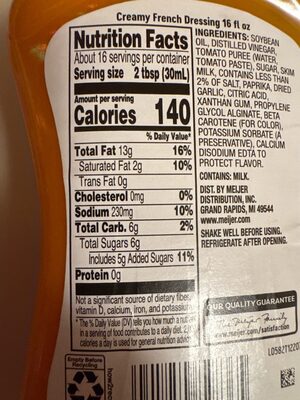 Creamy French Dressing 16 fl oz
Nutrition Facts
About 16 servings per container
Serving size 2 tbsp (30mL)
Amount per serving
Calories 140
% Daily Value*
Total Fat 13g 16%
Saturated Fat 2g 10%
Trans Fat 0g
Cholesterol 0mg 0%
Sodium 230mg 10%
Total Carb. 6g 2%
Total Sugars 6g
Includes 5g Added Sugars 11%
Protein 0g
Not a significant source of dietary fiber,
vitamin D, calcium, iron, and potassium
* The % Daily Value (DV) tells you how much a
in a serving of food contributes to a daily diet. 2,
calories a day is used for general nutrition
INGREDIENTS: SOYBEAN
OIL, DISTILLED VINEGAR,
TOMATO PUREE (WATER,
TOMATO PASTE), SUGAR, SKIM
MILK, CONTAINS LESS THAN
2% OF SALT, PAPRIKA, DRIED
GARLIC, CITRIC ACID,
XANTHAN GUM, PROPYLENE
GLYCOL ALGINATE, BETA
CAROTENE (FOR COLOR),
POTASSIUM SORBATE (A
PRESERVATIVE), CALCIUM
DISODIUM EDTA TO
PROTECT FLAVOR.
CONTAINS: MILK.
DIST. BY MEIJER
DISTRIBUTION, INC.
GRAND RAPIDS, MI 49544
www.meijer.com
SHAKE WELL BEFORE USING.
REFRIGERATE AFTER OPENING.
OUR QUALITY GUARANTEE
The Meijer Family
www.meijer.com/satisfaction
Empty Before
Recycling